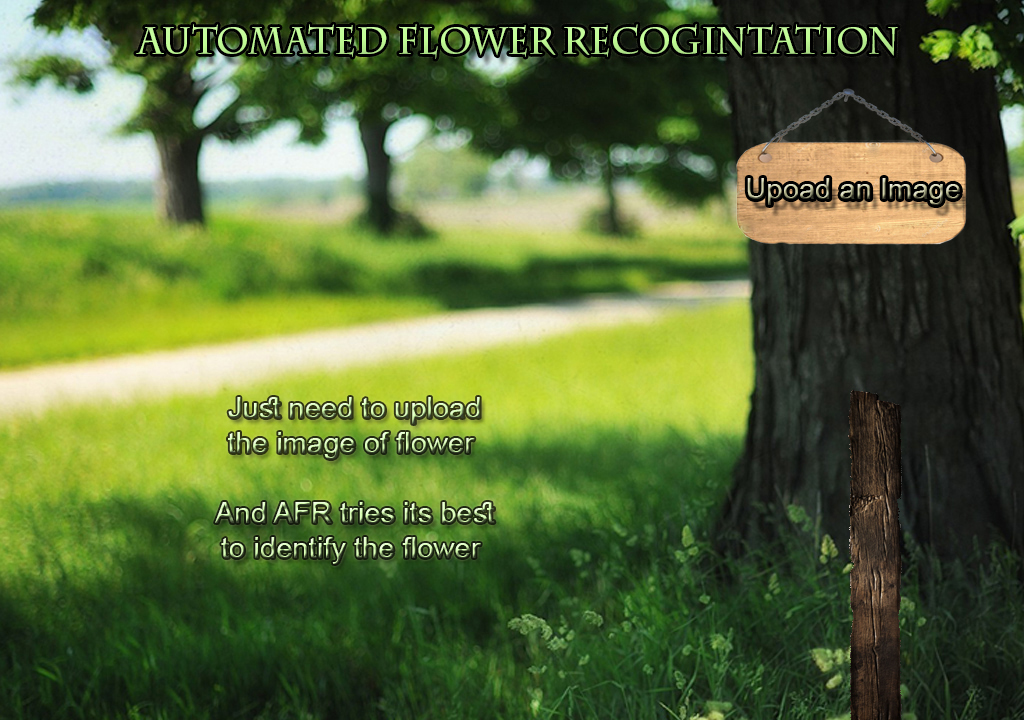 AUTOMATED FLOWER RECOGINTATION
Upoad an Image
Just need to upload
the image of flower
And AFR tries its best
to identify the flower